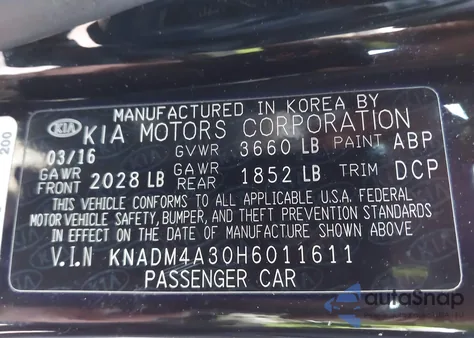 MANUFACTURED IN KOREA BY
KIA KIA MOTORS CORPORATION
03/16 GVWR 3660 LB PAINT ABP
GAWR FRONT 2028 LB GAWR REAR 1852 LB TRIM DCP
THIS VEHICLE CONFORMS TO ALL APPLICABLE U.S.A. FEDERAL
MOTOR VEHICLE SAFETY, BUMPER, AND THEFT PREVENTION STANDARDS
IN EFFECT ON THE DATE OF MANUFACTURE SHOWN ABOVE
V.I.N KNADM4A30H6011611
PASSENGER CAR
200
autoSnap